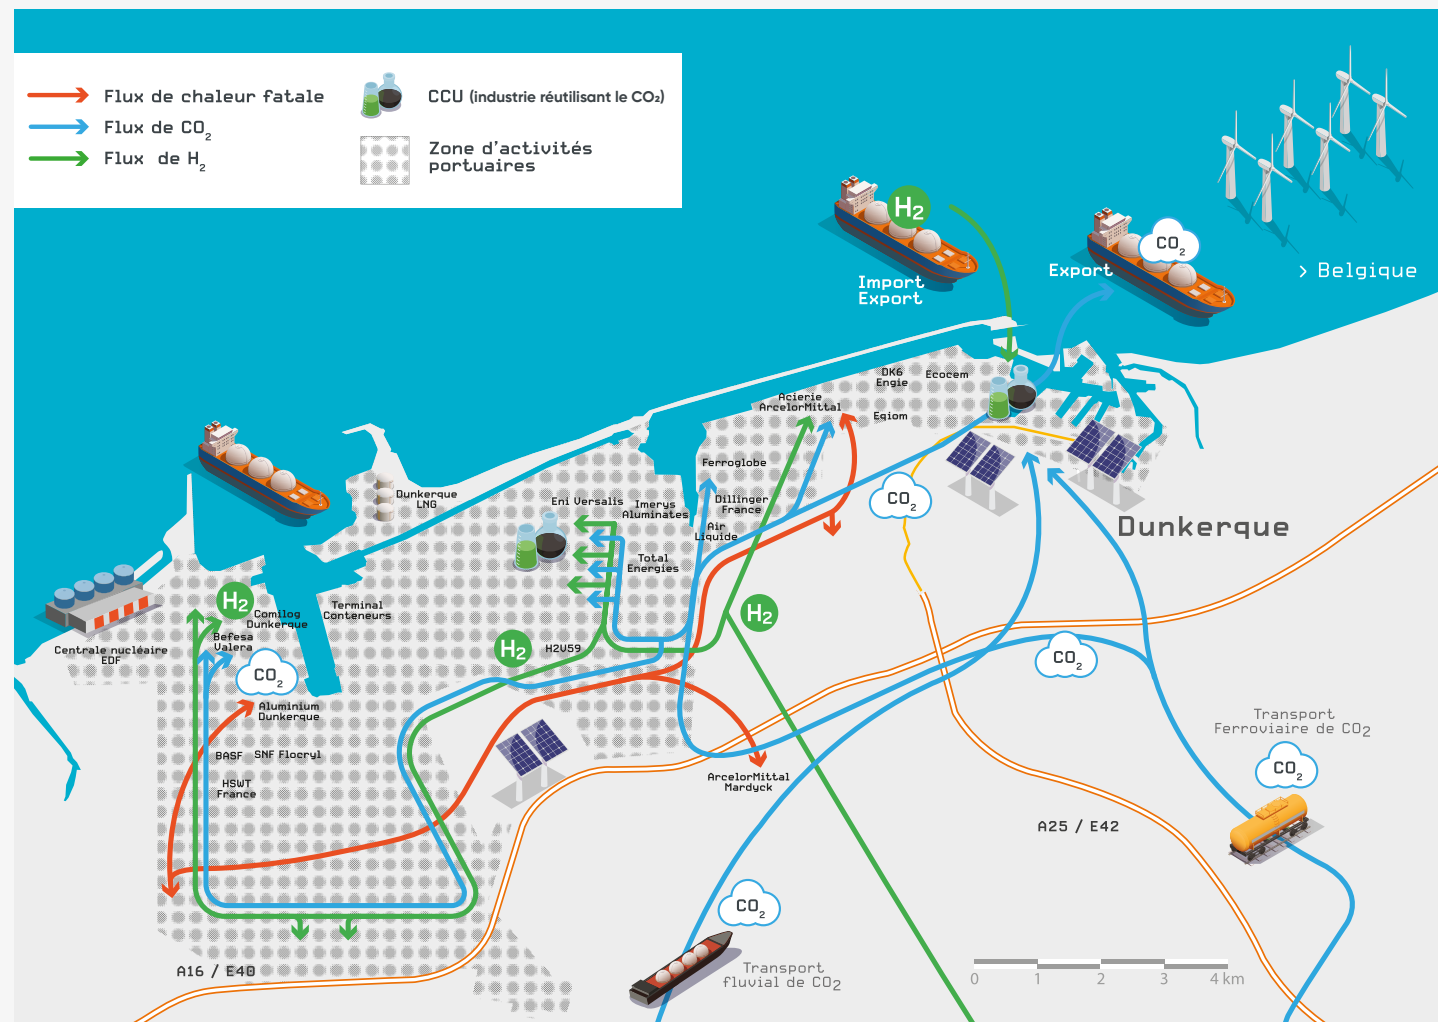 Flux de chaleur fatale
Flux de CO₂
Flux de H₂
CCU (industrie réutilisant le CO₂)
Zone d'activités
portuaires
H₂
Import
Export
Export
CO₂
> Belgique
DK6
Engie
Ecocem
Acierie
ArcelorMittal
Eqiom
Ferroglobe
Dunkerque
LNG
Eni Versalis
Imerys
Aluminates
Dillinger
France
Air
Liquide
CO₂
Dunkerque
Total
Energies
H₂
Comilog
Dunkerque
Terminal
Conteneurs
Befesa
Valera
Centrale nucléaire
EDF
H₂
H₂
H2V59
CO₂
CO₂
Aluminium
Dunkerque
BASF
SNF Flocryl
HSWT
France
ArcelorMittal
Mardyck
Transport
Ferroviaire de CO₂
CO₂
A25 / E42
CO₂
A16 / E40
Transport
fluvial de CO₂
0 1 2 3 4 km